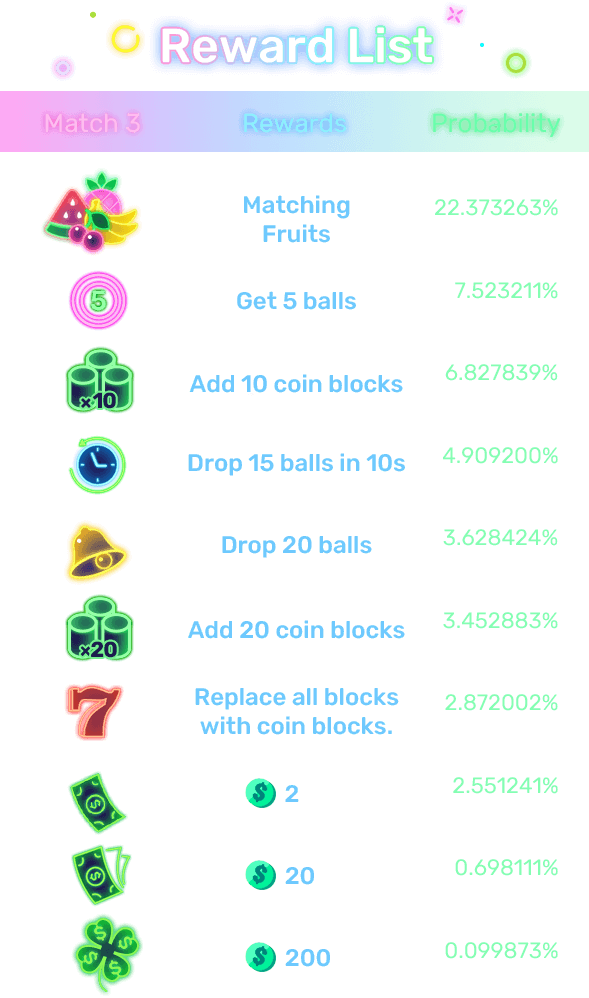 Reward List
Match 3 Rewards Probability
Matching
Fruits
22.373263%
5 Get 5 balls 7.523211%
×10 Add 10 coin blocks 6.827839%
Drop 15 balls in 10s 4.909200%
Drop 20 balls 3.628424%
×20 Add 20 coin blocks 3.452883%
7 Replace all blocks
with coin blocks.
2.872002%
$ $ 2 2.551241%
$ $ 20 0.698111%
$ $ $ $ $ 200 0.099873%